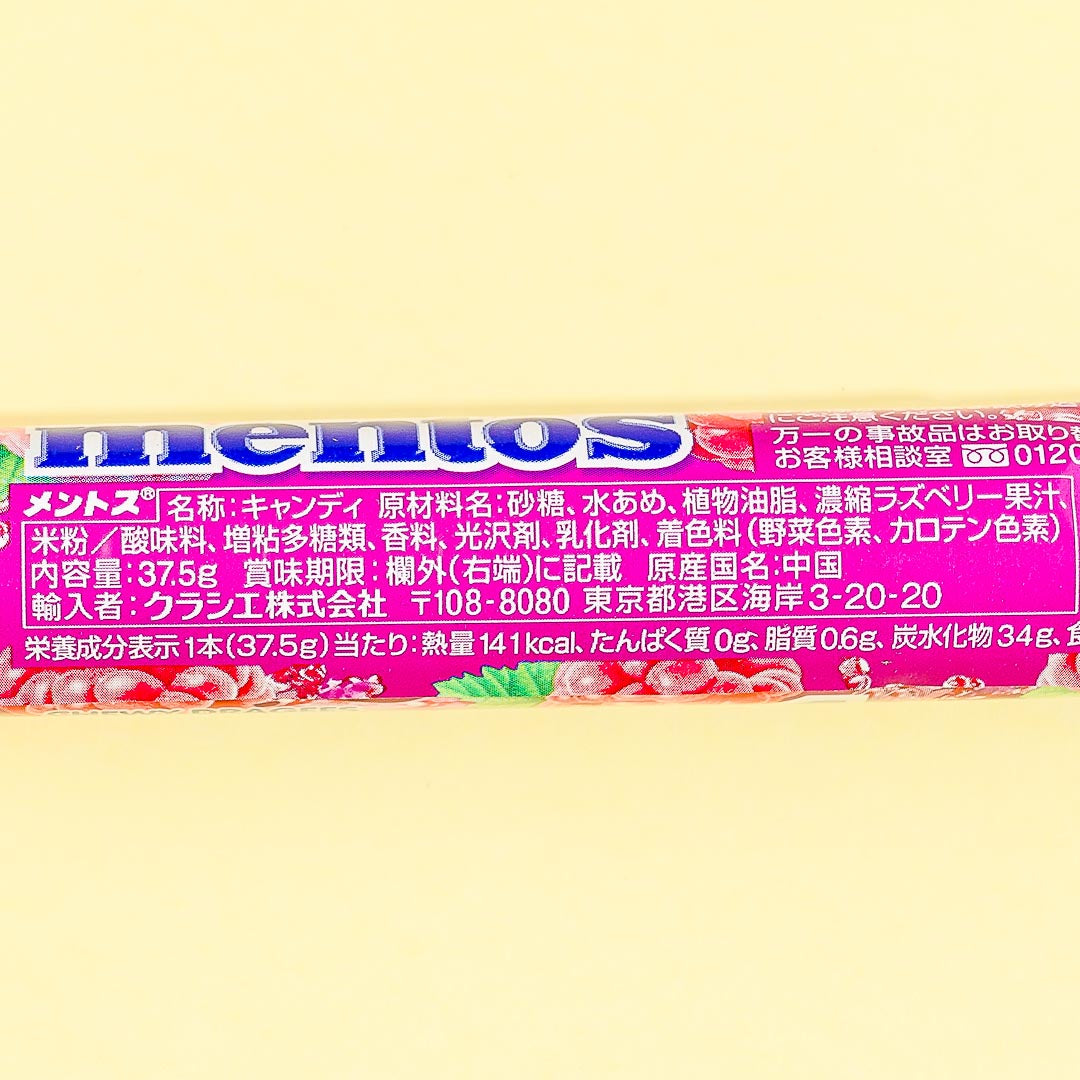 mentos
にご注意ください。
万一の事故品はお取り替
お客様相談室 0120
メントス® 名称:キャンディ 原材料名:砂糖、水あめ、植物油脂、濃縮ラズベリー果汁、
米粉/酸味料、増粘多糖類、香料、光沢剤、乳化剤、着色料(野菜色素、カロテン色素)
内容量:37.5g 賞味期限:欄外(右端)に記載 原産国名:中国
輸入者:クラシエ株式会社 〒108-8080 東京都港区海岸3-20-20
栄養成分表示1本(37.5g)当たり:熱量141kcal、たんぱく質0g、脂質0.6g、炭水化物34g、食
CHEWY DRAGEES